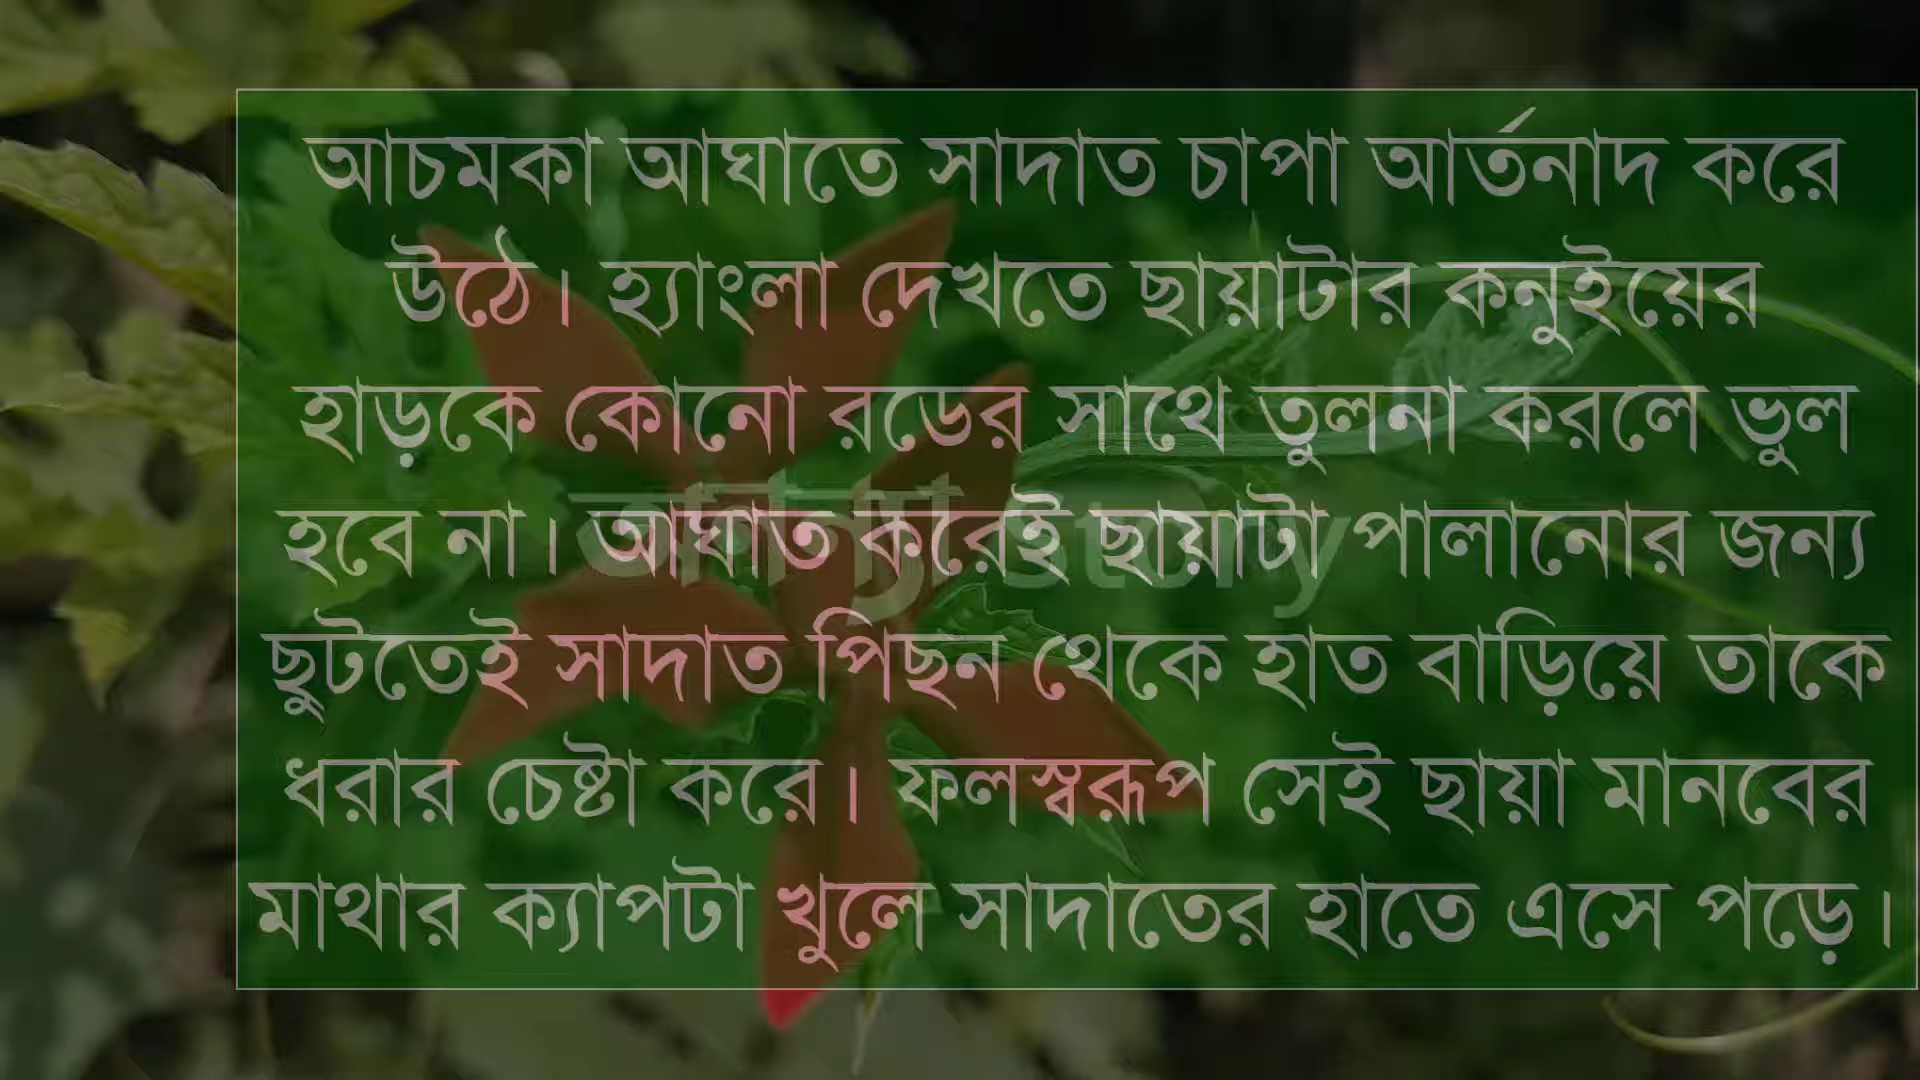 আচমকা আঘাতে সাদাত চাপা আর্তনাদ করে
উঠে। হ্যাংলা দেখতে ছায়াটার কনুইয়ের
হাড়কে কোনো রডের সাথে তুলনা করলে ভুল
হবে না। আঘাত করেই ছায়াটা পালানোর জন্য
ছুটতেই সাদাত পিছন থেকে হাত বাড়িয়ে তাকে
ধরার চেষ্টা করে। ফলস্বরূপ সেই ছায়া মানবের
মাথার ক্যাপটা খুলে সাদাতের হাতে এসে পড়ে।
story